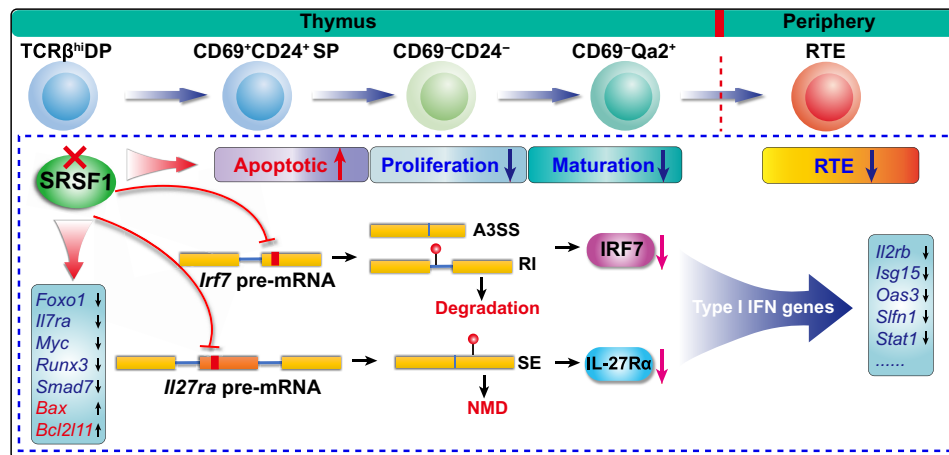 Thymus
Periphery
TCRβʰⁱDP
CD69⁺CD24⁺ SP
CD69⁻CD24⁻
CD69⁻Qa2⁺
RTE
SRSF1
Apoptotic
Proliferation
Maturation
RTE
Irf7 pre-mRNA
A3SS
RI
Degradation
IRF7
Il27ra pre-mRNA
SE
NMD
IL-27Rα
Type I IFN genes
Foxo1
Il7ra
Myc
Runx3
Smad7
Bax
Bcl2l11
Il2rb
Isg15
Oas3
Slfn1
Stat1
......